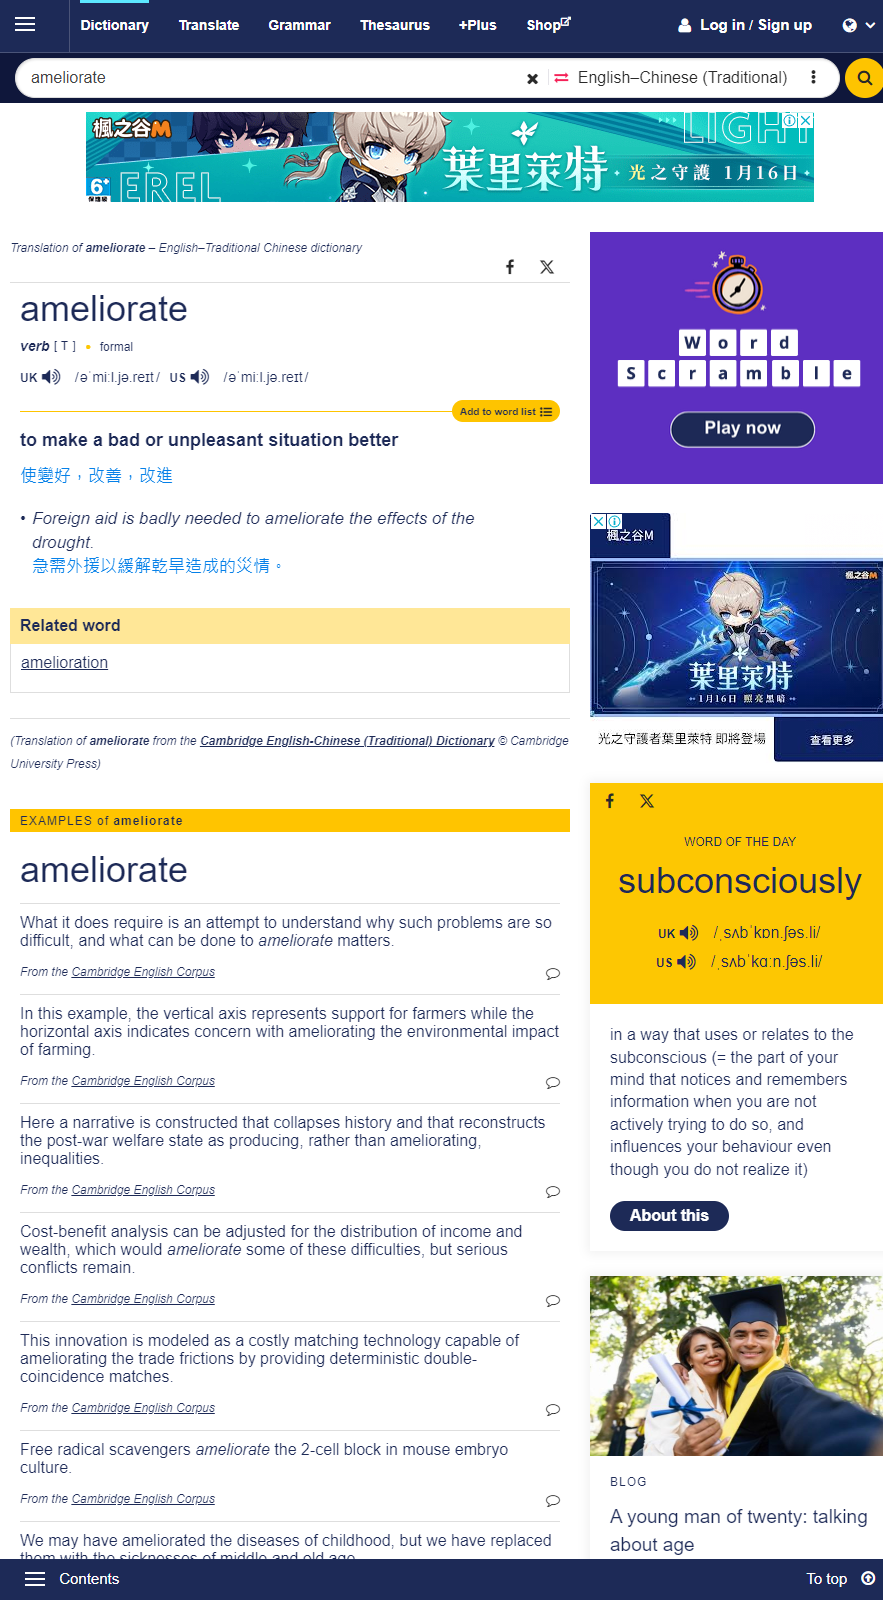 Dictionary Translate Grammar Thesaurus +Plus Shop Log in / Sign up
ameliorate English–Chinese (Traditional)
楓之谷M
LIGHT
EREL
葉里萊特
光之守護 1月16日
6+
保護級
Translation of ameliorate – English–Traditional Chinese dictionary
ameliorate
verb [ T ] • formal
UK /əˈmiː.l.jə.reɪt/ US /əˈmiː.l.jə.reɪt/
Add to word list
to make a bad or unpleasant situation better
使變好，改善，改進
• Foreign aid is badly needed to ameliorate the effects of the
drought.
急需外援以緩解乾旱造成的災情。
Related word
amelioration
(Translation of ameliorate from the Cambridge English-Chinese (Traditional) Dictionary © Cambridge
University Press)
EXAMPLES of ameliorate
ameliorate
What it does require is an attempt to understand why such problems are so
difficult, and what can be done to ameliorate matters.
From the Cambridge English Corpus
In this example, the vertical axis represents support for farmers while the
horizontal axis indicates concern with ameliorating the environmental impact
of farming.
From the Cambridge English Corpus
Here a narrative is constructed that collapses history and that reconstructs
the post-war welfare state as producing, rather than ameliorating,
inequalities.
From the Cambridge English Corpus
Cost-benefit analysis can be adjusted for the distribution of income and
wealth, which would ameliorate some of these difficulties, but serious
conflicts remain.
From the Cambridge English Corpus
This innovation is modeled as a costly matching technology capable of
ameliorating the trade frictions by providing deterministic double-
coincidence matches.
From the Cambridge English Corpus
Free radical scavengers ameliorate the 2-cell block in mouse embryo
culture.
From the Cambridge English Corpus
We may have ameliorated the diseases of childhood, but we have replaced
them with the sicknesses of middle and old age.
Word
Scramble
Play now
楓之谷M
楓之谷M
葉里萊特
1月16日 照亮黑暗
光之守護者葉里萊特 即將登場
查看更多
WORD OF THE DAY
subconsciously
UK /ˌsʌbˈkɒn.ʃəs.li/
US /ˌsʌbˈkɑːn.ʃəs.li/
in a way that uses or relates to the
subconscious (= the part of your
mind that notices and remembers
information when you are not
actively trying to do so, and
influences your behaviour even
though you do not realize it)
About this
BLOG
A young man of twenty: talking
about age
Contents To top